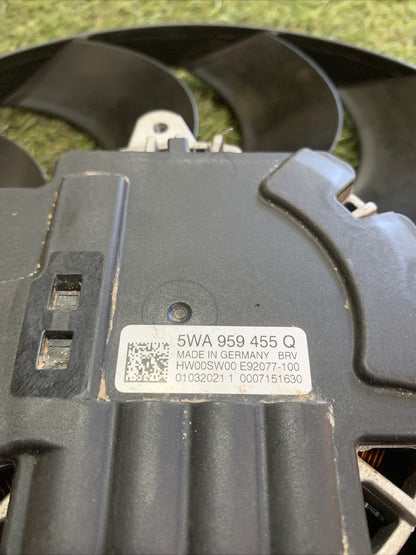 5WA 959 455 Q
MADE IN GERMANY BRV
HW00SW00 E92077-100
01032021 1 0007151630